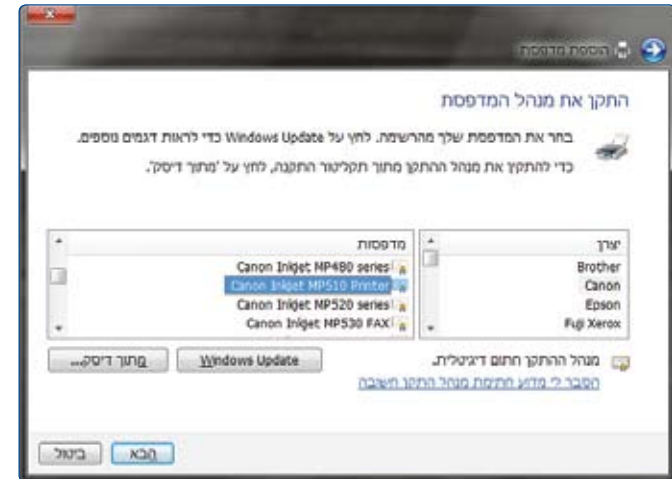 הוספת מדפסת
התקן את מנהל המדפסת
בחר את המדפסת שלך מהרשימה. לחץ על Windows Update כדי לראות דגמים נוספים.
כדי להתקין את מנהל ההתקן מתוך תקליטור התקנה, לחץ על 'מתוך דיסק'.
יצרן
Brother
Canon
Epson
Fuji Xerox
מדפסות
Canon Inkjet MP480 series
Canon Inkjet MP510 Printer
Canon Inkjet MP520 series
Canon Inkjet MP530 FAX
מנהל ההתקן חתום דיגיטלית.
הסבר לי מדוע חתימת מנהל התקן חשובה
Windows Update
מתוך דיסק...
הבא
ביטול